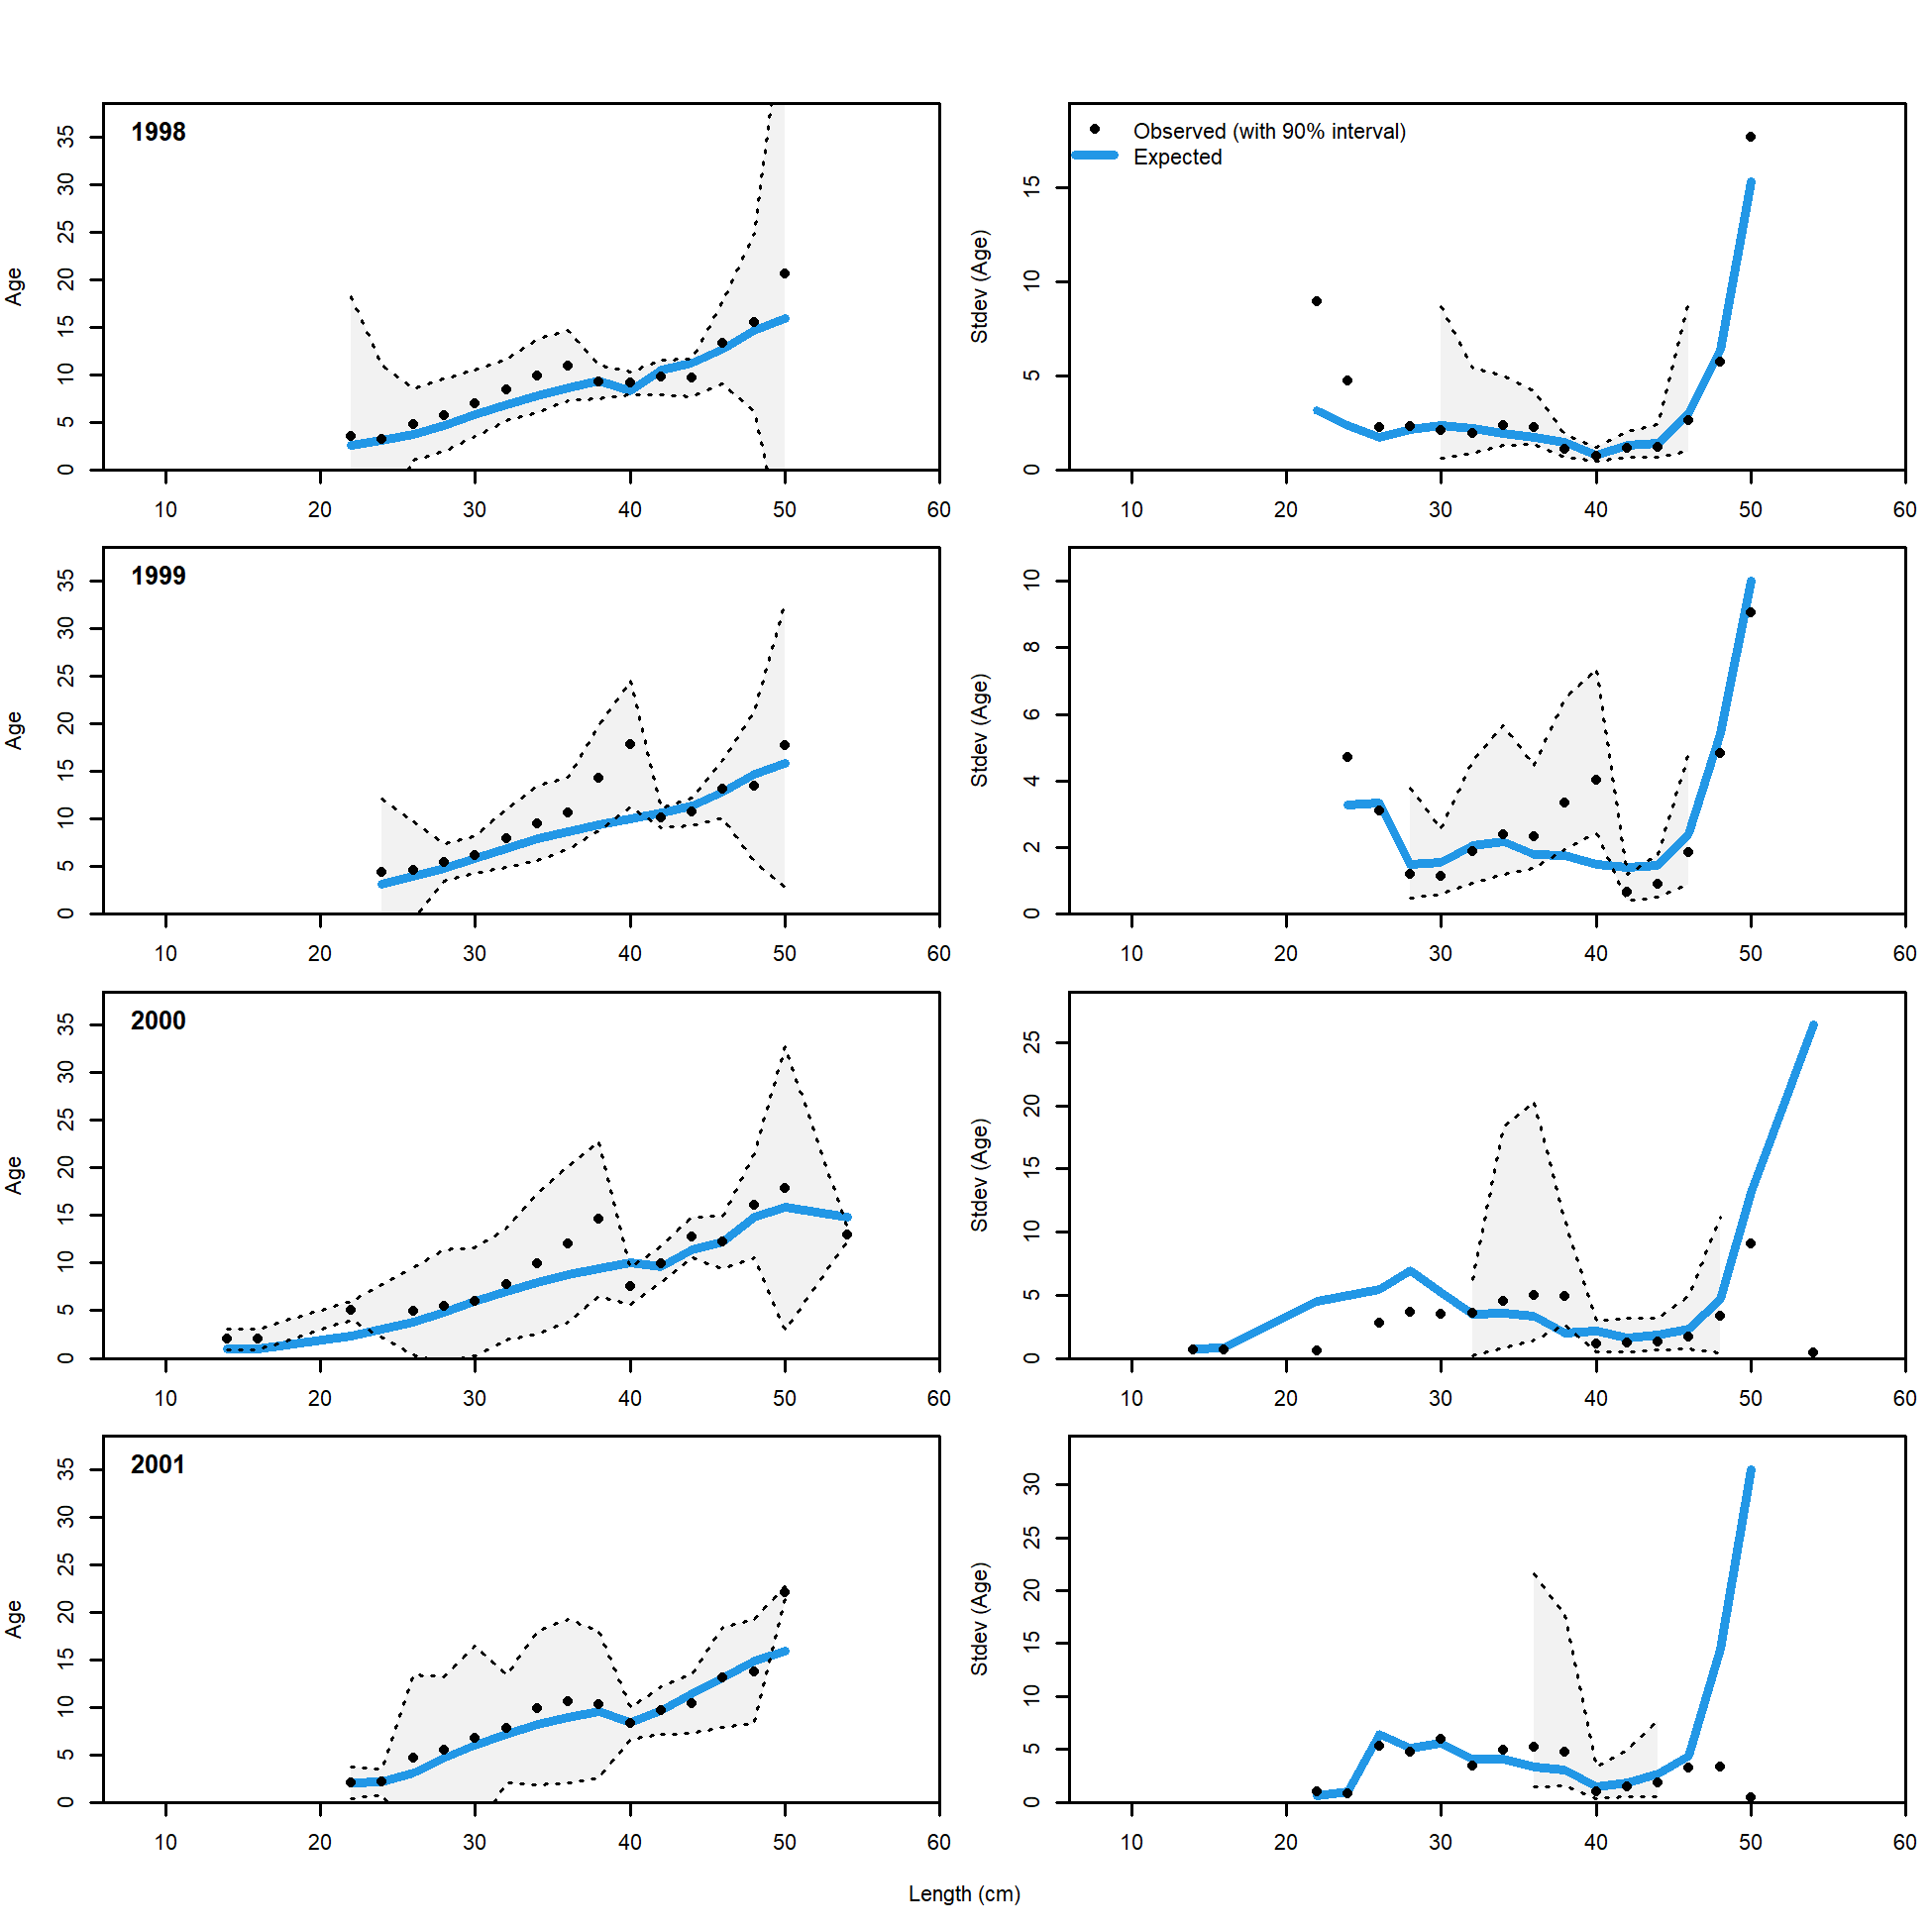 1998
Age
0 5 10 15 20 25 30 35
10 20 30 40 50 60
Observed (with 90% interval)
Expected
Stdev (Age)
0 5 10 15
10 20 30 40 50 60
1999
Age
0 5 10 15 20 25 30 35
10 20 30 40 50 60
Stdev (Age)
0 2 4 6 8 10
10 20 30 40 50 60
2000
Age
0 5 10 15 20 25 30 35
10 20 30 40 50 60
Stdev (Age)
0 5 10 15 20 25
10 20 30 40 50 60
2001
Age
0 5 10 15 20 25 30 35
10 20 30 40 50 60
Stdev (Age)
0 5 10 15 20 25 30
10 20 30 40 50 60
Length (cm)